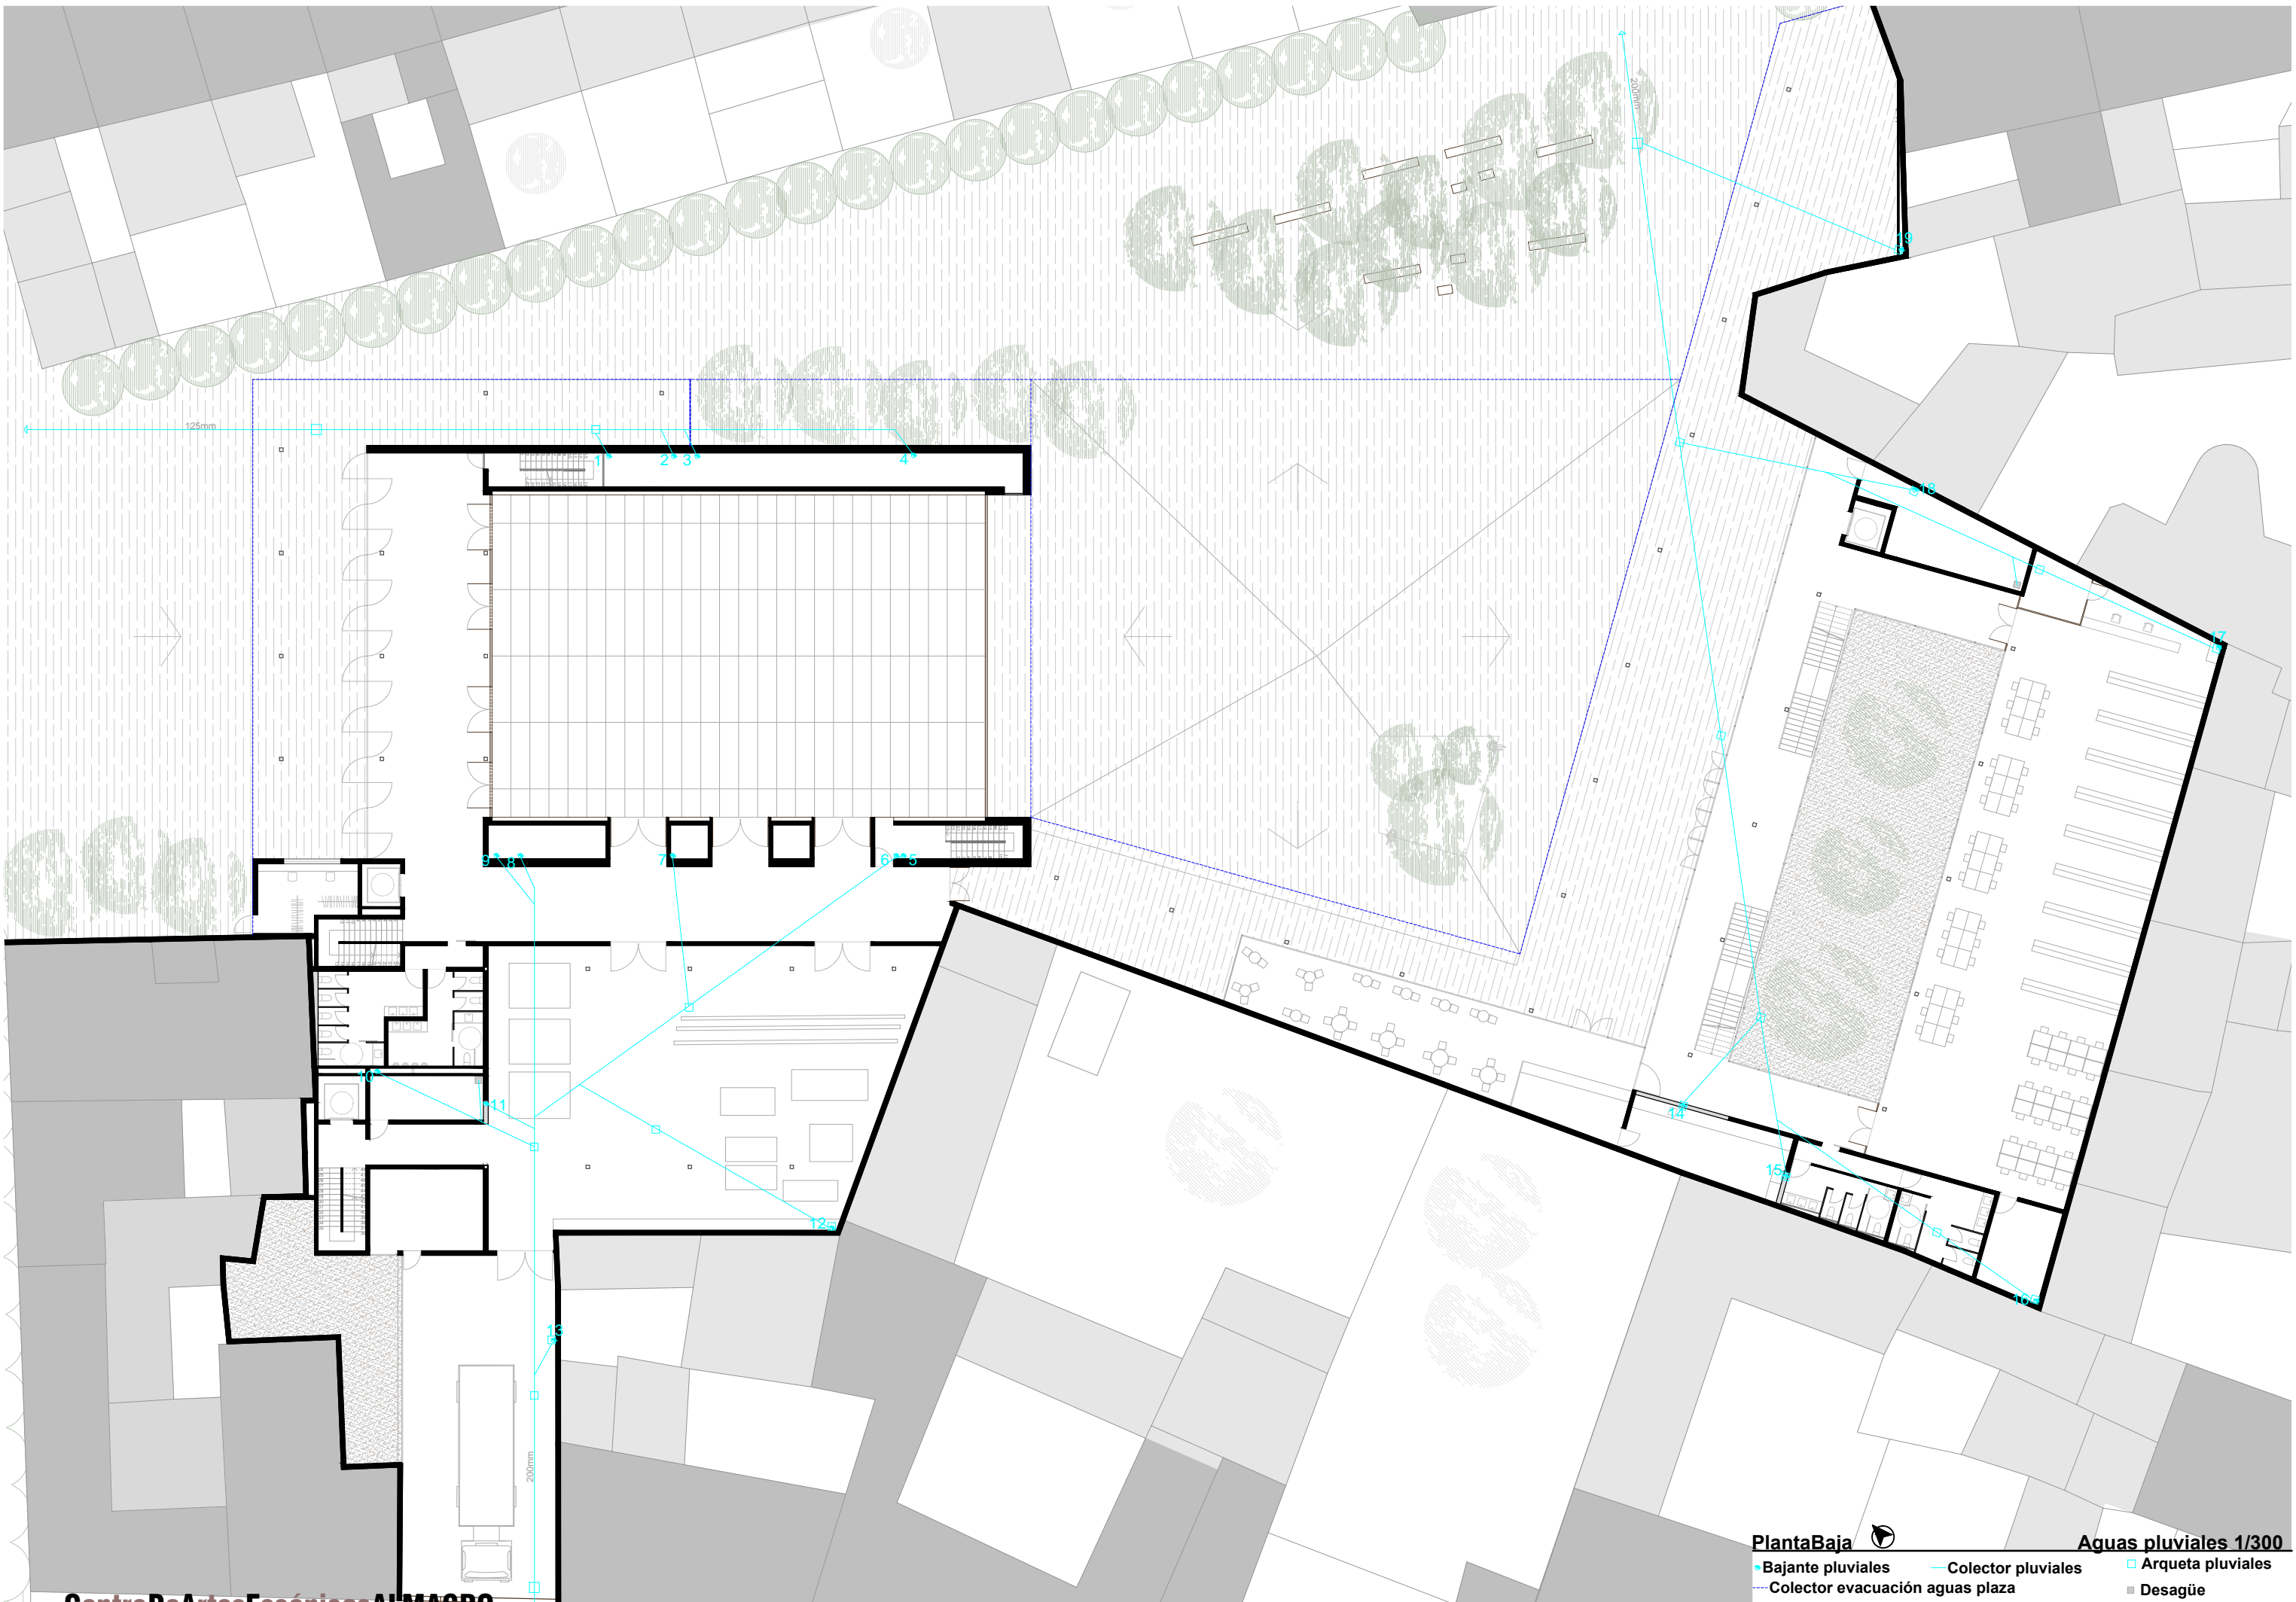 200mm
19
125mm
1
2
3
4
18
17
9
8
7
6
5
10
11
14
15
12
16
13
200mm
PlantaBaja
Aguas pluviales 1/300
Bajante pluviales
Colector pluviales
Arqueta pluviales
Colector evacuación aguas plaza
Desagüe
CentroDeArtesEscénicasALMAGRO